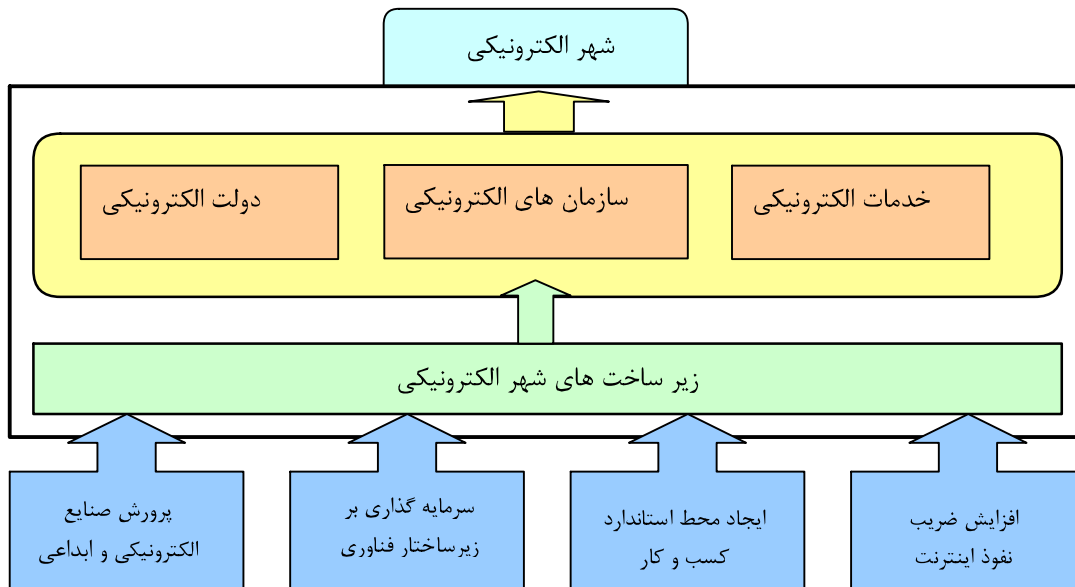 شهر الکترونیکی
خدمات الکترونیکی
سازمان های الکترونیکی
دولت الکترونیکی
زیر ساخت های شهر الکترونیکی
افزایش ضریب
نفوذ اینترنت
ایجاد محط استاندارد
کسب و کار
سرمایه گذاری بر
زیرساختار فناوری
پرورش صنایع
الکترونیکی و ابداعی